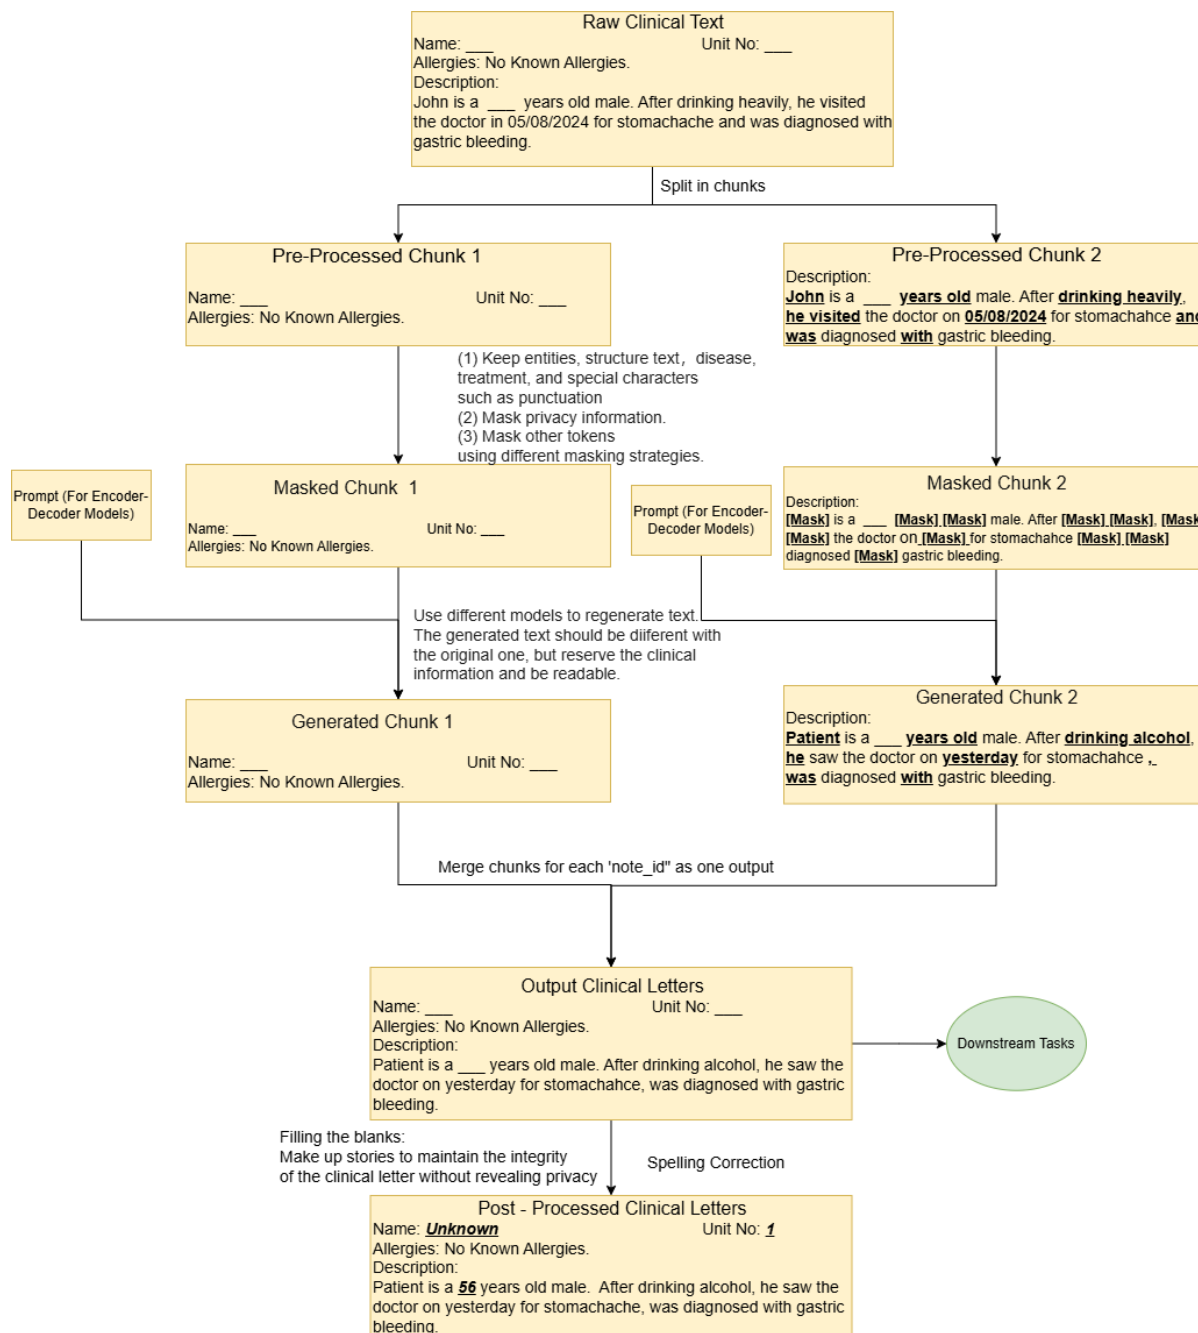 Raw Clinical Text
Name: ___ Unit No: ___
Allergies: No Known Allergies.
Description:
John is a ___ years old male. After drinking heavily, he visited
the doctor in 05/08/2024 for stomachache and was diagnosed with
gastric bleeding.
Split in chunks
Pre-Processed Chunk 1
Name: ___ Unit No: ___
Allergies: No Known Allergies.
Pre-Processed Chunk 2
Description:
John is a ___ years old male. After drinking heavily,
he visited the doctor on 05/08/2024 for stomachahce and
was diagnosed with gastric bleeding.
(1) Keep entities, structure text, disease,
treatment, and special characters
such as punctuation
(2) Mask privacy information.
(3) Mask other tokens
using different masking strategies.
Prompt (For Encoder-
Decoder Models)
Masked Chunk 1
Name: ___ Unit No: ___
Allergies: No Known Allergies.
Prompt (For Encoder-
Decoder Models)
Masked Chunk 2
Description:
[Mask] is a ___ [Mask] [Mask] male. After [Mask] [Mask], [Mask
[Mask] the doctor on [Mask] for stomachahce [Mask] [Mask]
diagnosed [Mask] gastric bleeding.
Use different models to regenerate text.
The generated text should be diiferent with
the original one, but reserve the clinical
information and be readable.
Generated Chunk 1
Name: ___ Unit No: ___
Allergies: No Known Allergies.
Generated Chunk 2
Description:
Patient is a ___ years old male. After drinking alcohol,
he saw the doctor on yesterday for stomachahce ,
was diagnosed with gastric bleeding.
Merge chunks for each 'note_id" as one output
Output Clinical Letters
Name: ___ Unit No: ___
Allergies: No Known Allergies.
Description:
Patient is a ___ years old male. After drinking alcohol, he saw the
doctor on yesterday for stomachahce, was diagnosed with gastric
bleeding.
Downstream Tasks
Filling the blanks:
Make up stories to maintain the integrity
of the clinical letter without revealing privacy
Spelling Correction
Post - Processed Clinical Letters
Name: Unknown Unit No: 1
Allergies: No Known Allergies.
Description:
Patient is a 56 years old male. After drinking alcohol, he saw the
doctor on yesterday for stomachache, was diagnosed with gastric
bleeding.